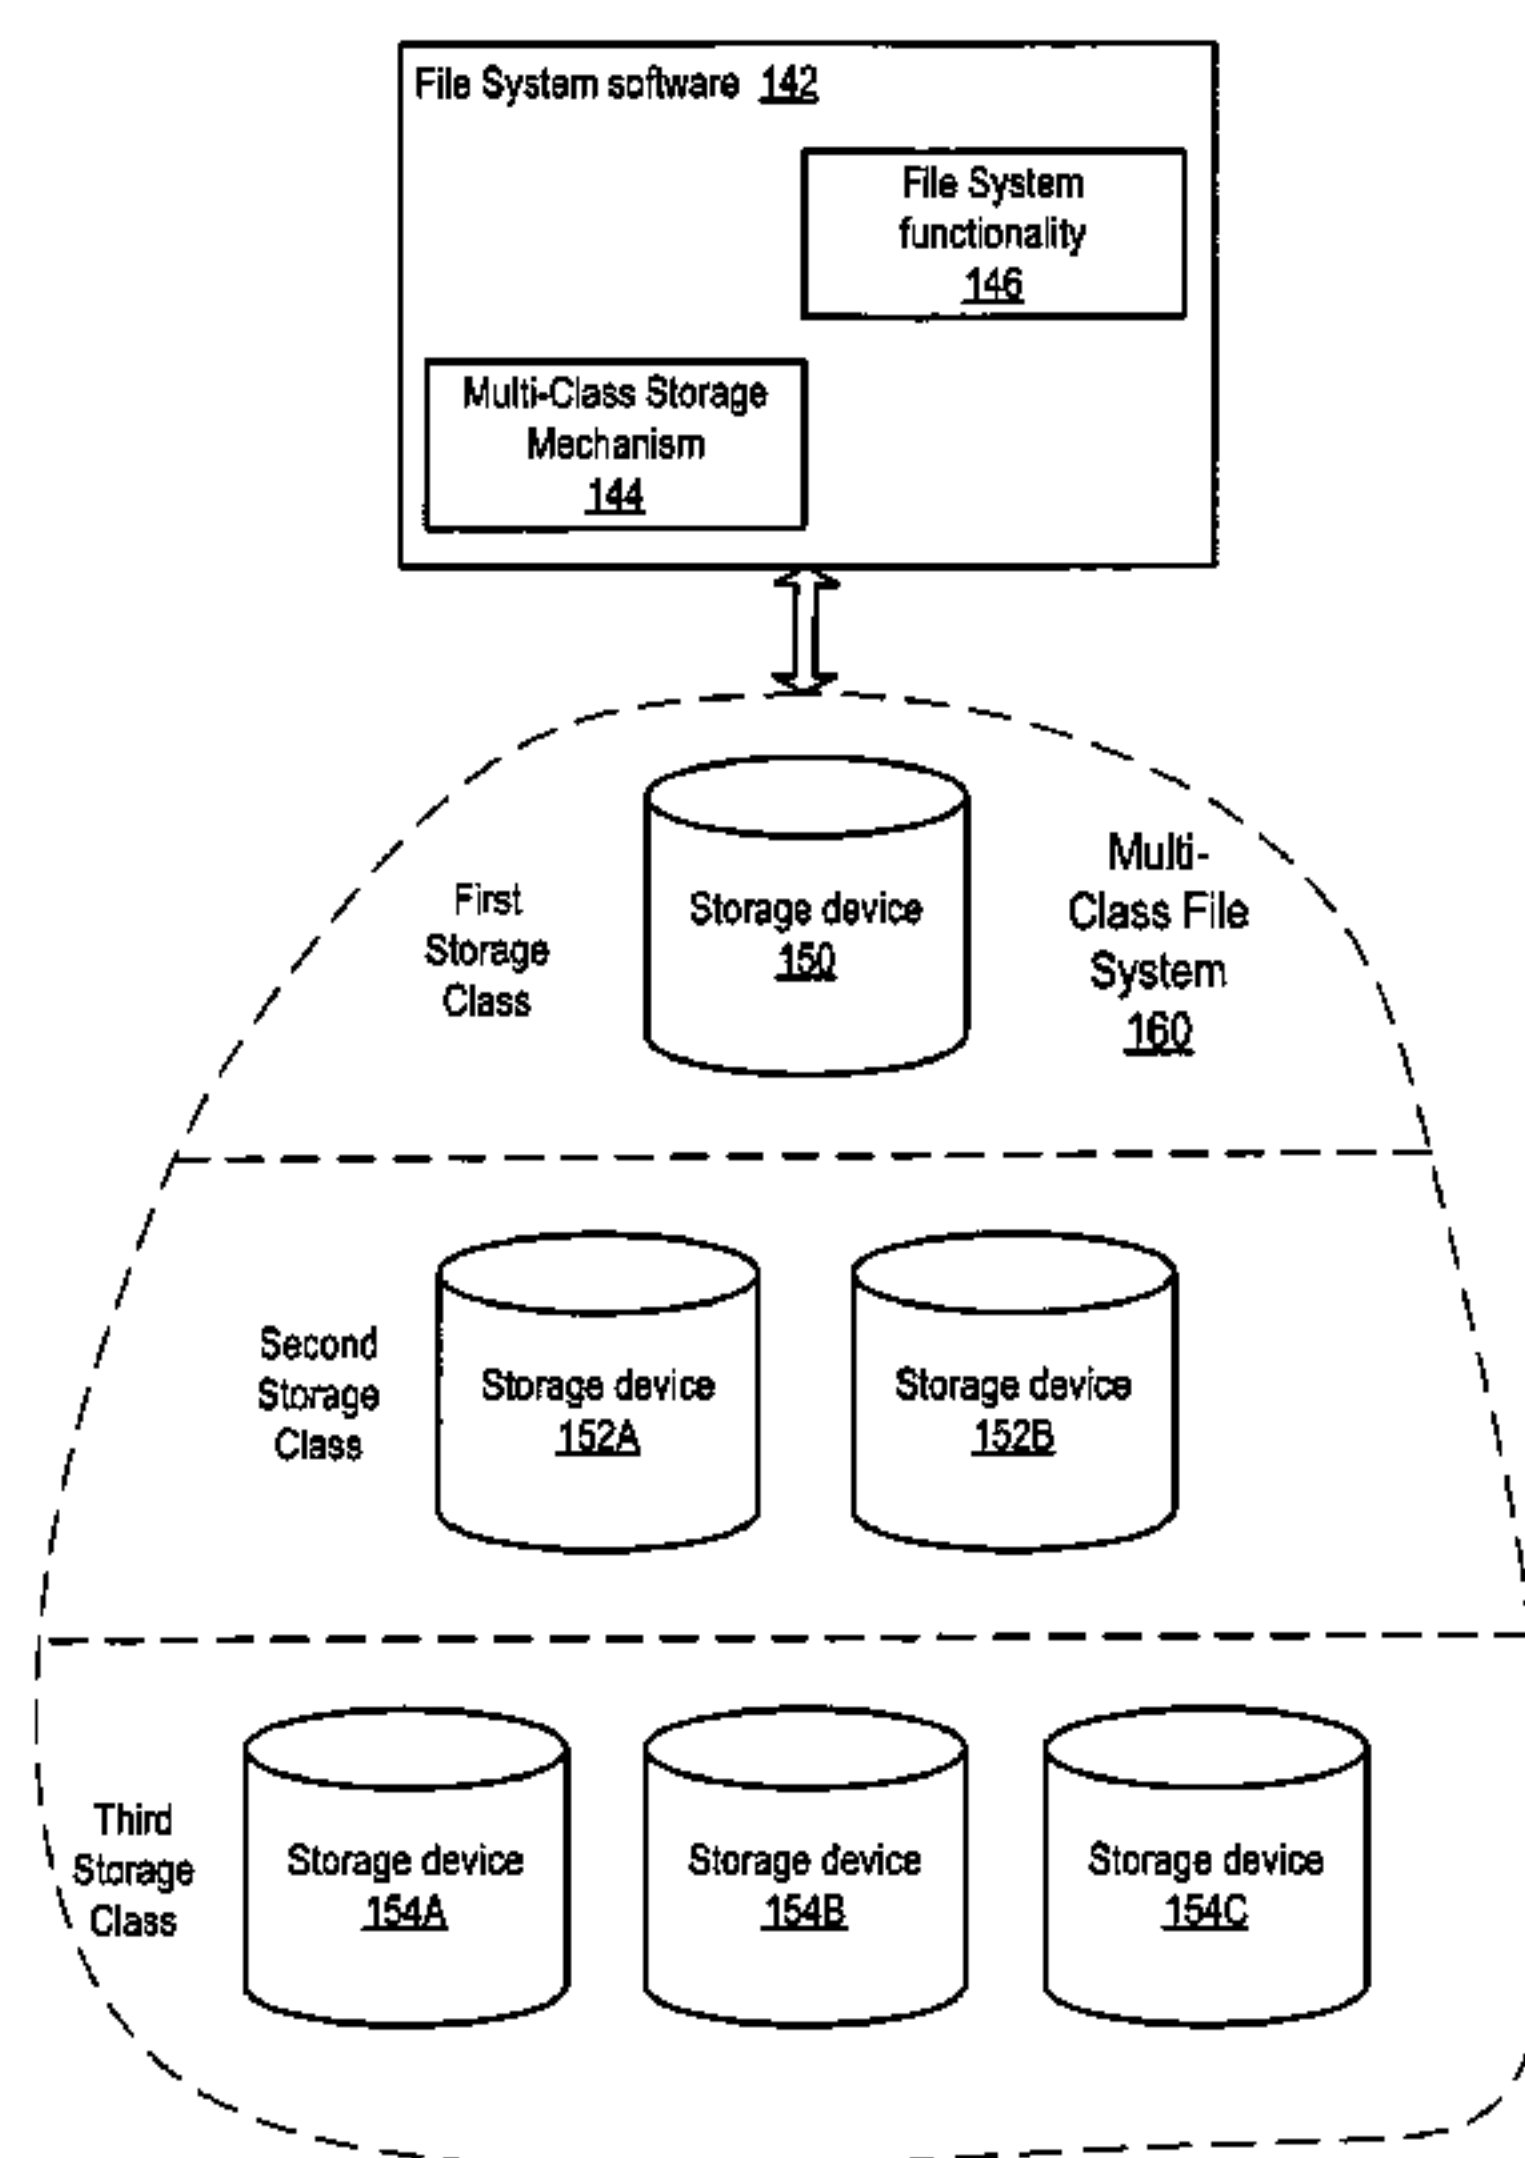 File System software 142
File System
functionality
146
Multi-Class Storage
Mechanism
144
First
Storage
Class
Storage device
150
Multi-
Class File
System
160
Second
Storage
Class
Storage device
152A
Storage device
152B
Third
Storage
Class
Storage device
154A
Storage device
154B
Storage device
154C